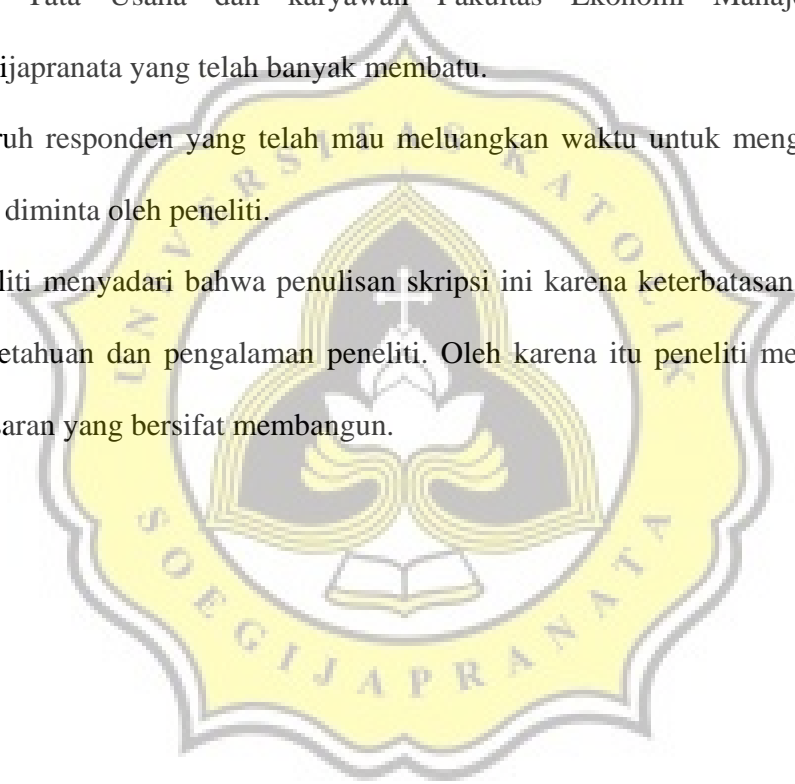 Tata Usaha dan karyawan Fakultas Ekonomi
ijapranata yang telah banyak membatu.
ruh responden yang telah mau meluangkan waktu untuk meng
diminta oleh peneliti.
liti menyadari bahwa penulisan skripsi ini karena keterbatasan
etahuan dan pengalaman peneliti. Oleh karena itu peneliti me
saran yang bersifat membangun.
UNIVERSITAS KATOLIK
SOEGIJAPRANATA